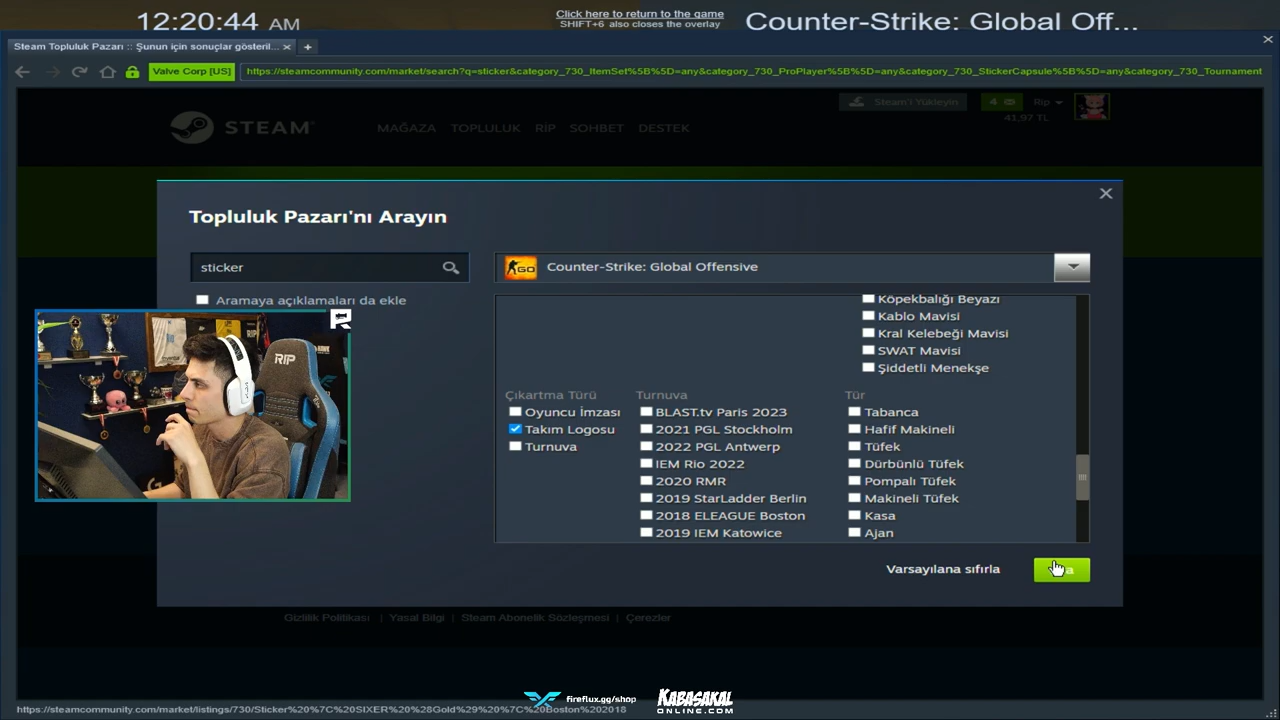 12:20:44 AM
Click here to return to the game
SHIFT+6 also closes the overlay
Counter-Strike: Global Off...
Steam Topluluk Pazarı :: Şunun için sonuçlar gösteril...
Valve Corp [US]
https://steamcommunity.com/market/search?q=sticker&category_730_ItemSet%5B%5D=any&category_730_ProPlayer%5B%5D=any&category_730_StickerCapsule%5B%5D=any&category_730_Tournament
STEAM
MAĞAZA
TOPLULUK
RİP
SOHBET
DESTEK
Steam'i Yükleyin
4
Rip
41,97 TL
Topluluk Pazarı'nı Arayın
sticker
GO
Counter-Strike: Global Offensive
Aramaya açıklamaları da ekle
Köpekbalığı Beyazı
Kablo Mavisi
Kral Kelebeği Mavisi
SWAT Mavisi
Şiddetli Menekşe
Çıkartma Türü
Oyuncu İmzası
Takım Logosu
Turnuva
Turnuva
BLAST.tv Paris 2023
2021 PGL Stockholm
2022 PGL Antwerp
IEM Rio 2022
2020 RMR
2019 StarLadder Berlin
2018 ELEAGUE Boston
2019 IEM Katowice
Tür
Tabanca
Hafif Makineli
Tüfek
Dürbünlü Tüfek
Pompalı Tüfek
Makineli Tüfek
Kasa
Ajan
RIP
Varsayılana sıfırla
Gizlilik Politikası | Yasal Bilgi | Steam Abonelik Sözleşmesi | Çerezler
fireflux.gg/shop
KABASAKAL
ONLINE.COM
https://steamcommunity.com/market/listings/730/Sticker%20%7C%20SIXER%20%28Gold%29%20%7C%20Boston%202018